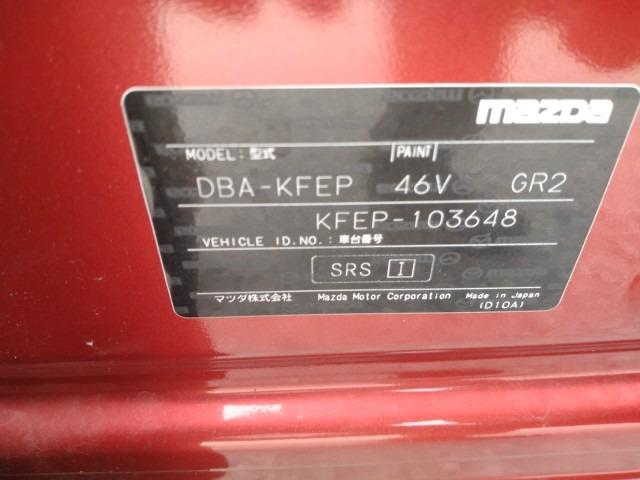 mazda
MODEL: 型式 PAINT
DBA-KFEP 46V GR2
KFEP-103648
VEHICLE ID.NO.: 車台番号
SRS I
マツダ株式会社 Mazda Motor Corporation Made in Japan
(D10A)